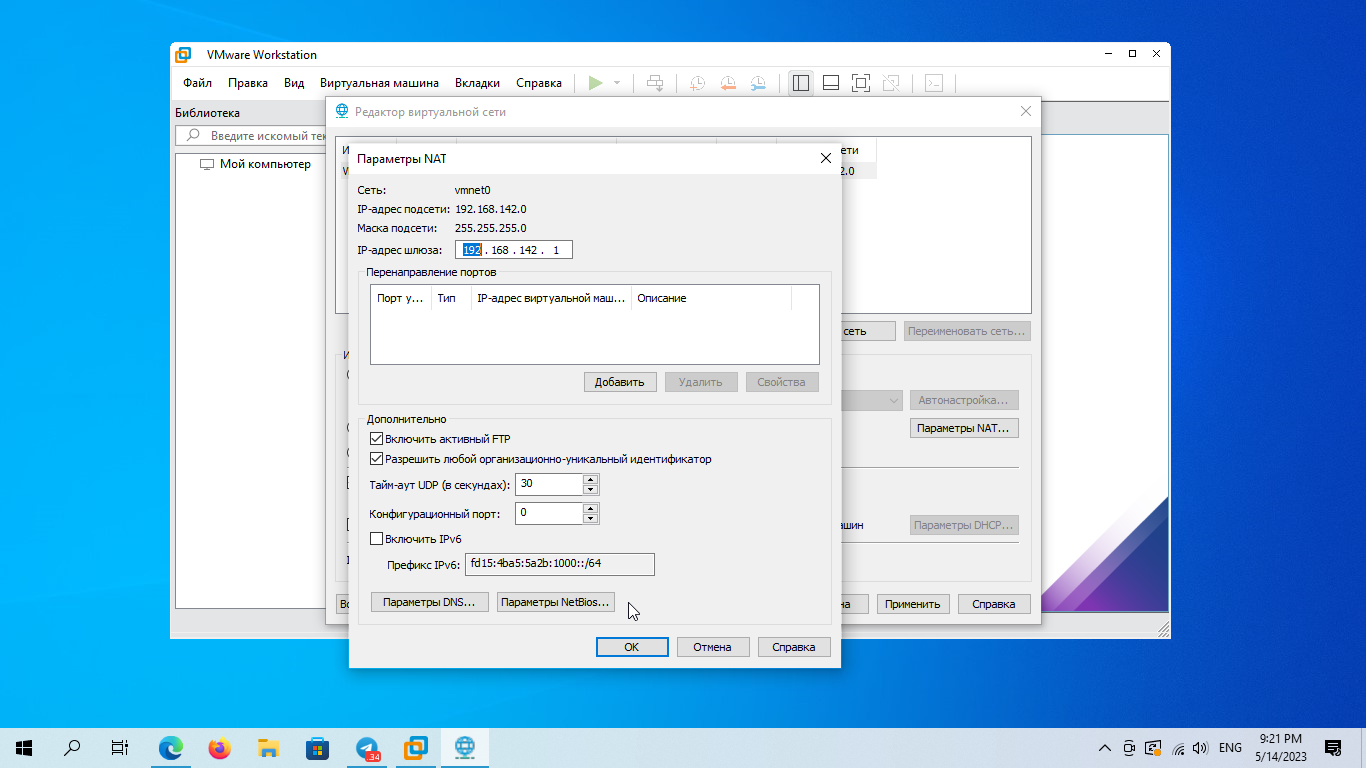 VMware Workstation
Файл Правка Вид Виртуальная машина Вкладки Справка
Библиотека
Введите искомый тек
Мой компьютер
Редактор виртуальной сети
ети
2.0
Параметры NAT
Сеть: vmnet0
IP-адрес подсети: 192.168.142.0
Маска подсети: 255.255.255.0
IP-адрес шлюза: 192 . 168 . 142 . 1
Перенаправление портов
Порт у... Тип IP-адрес виртуальной маш... Описание
Добавить Удалить Свойства
сеть Переименовать сеть...
Автонастройка...
Параметры NAT...
Дополнительно
Включить активный FTP
Разрешить любой организационно-уникальный идентификатор
Тайм-аут UDP (в секундах): 30
Конфигурационный порт: 0
Включить IPv6
Префикс IPv6: fd15:4ba5:5a2b:1000::/64
Параметры DNS... Параметры NetBios...
OK Отмена Справка
ашин Параметры DHCP...
на Применить Справка
.34
ENG
9:21 PM
5/14/2023